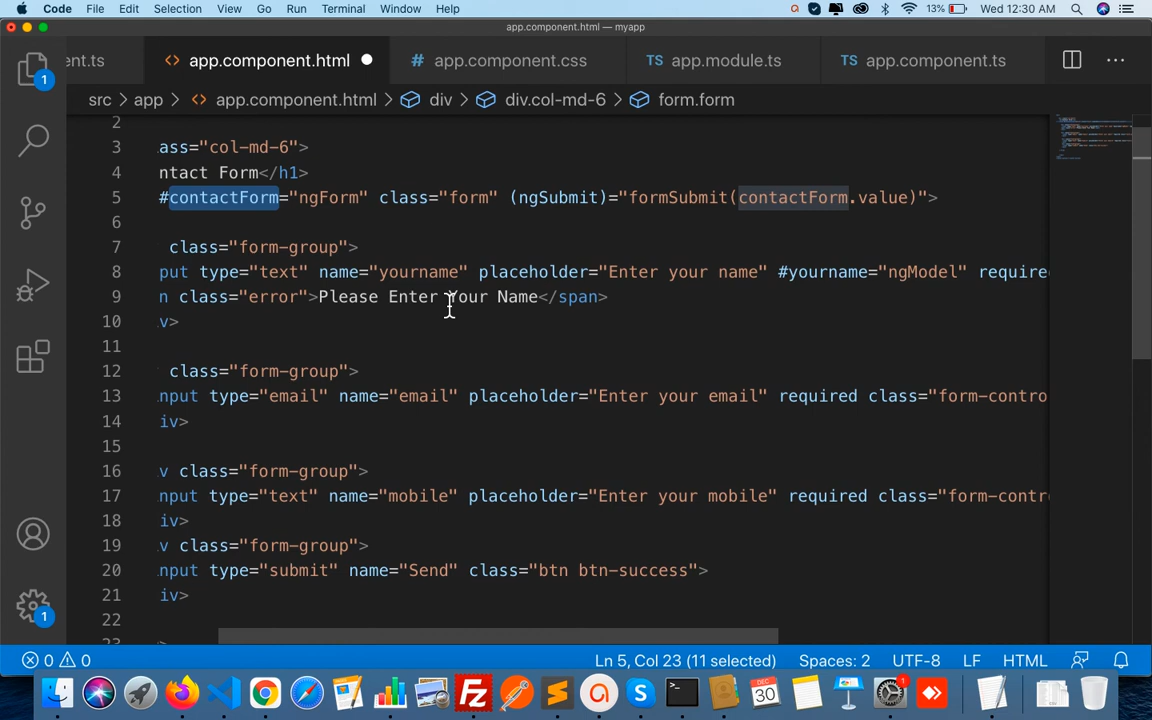 Code File Edit Selection View Go Run Terminal Window Help 13% Wed 12:30 AM
app.component.html — myapp
ent.ts <> app.component.html # app.component.css TS app.module.ts TS app.component.ts
src > app > <> app.component.html > div > div.col-md-6 > form.form
2
3 ass="col-md-6">
4 ntact Form</h1>
5 #contactForm="ngForm" class="form" (ngSubmit)="formSubmit(contactForm.value)">
6
7 class="form-group">
8 put type="text" name="yourname" placeholder="Enter your name" #yourname="ngModel" require
9 n class="error">Please Enter Your Name</span>
10 v>
11
12 class="form-group">
13 nput type="email" name="email" placeholder="Enter your email" required class="form-contro
14 iv>
15
16 v class="form-group">
17 nput type="text" name="mobile" placeholder="Enter your mobile" required class="form-cont
18 iv>
19 v class="form-group">
20 nput type="submit" name="Send" class="btn btn-success">
21 iv>
22
23 >
1
1
0 0 Ln 5, Col 23 (11 selected) Spaces: 2 UTF-8 LF HTML